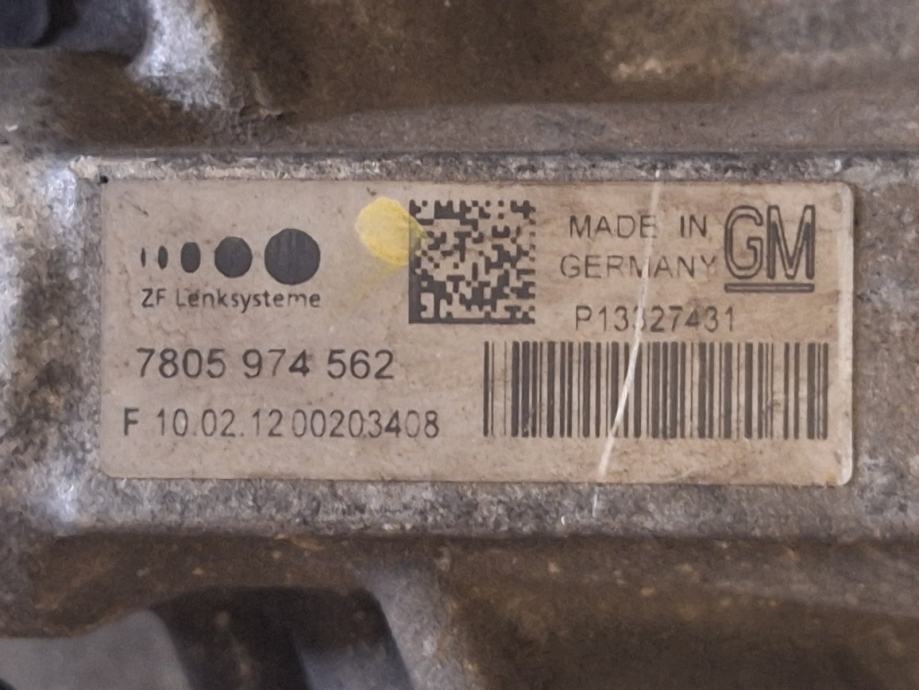 ZF Lenksysteme
7805 974 562
F 10.02.12 00203408
MADE IN
GERMANY
GM
P13327431